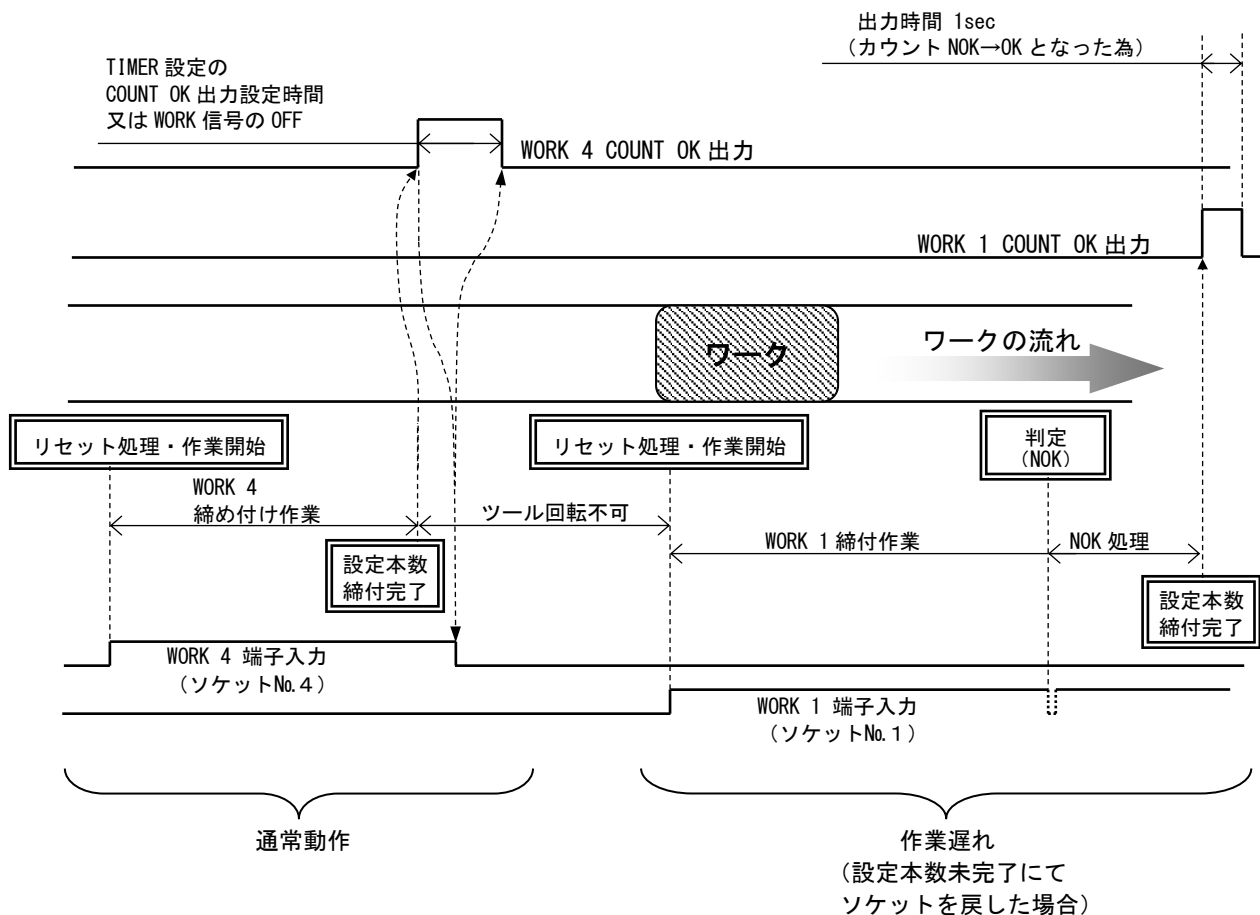 出力時間 1sec
（カウント NOK→OK となった為）
TIMER 設定の
COUNT OK 出力設定時間
又は WORK 信号の OFF
WORK 4 COUNT OK 出力
WORK 1 COUNT OK 出力
ワーク
ワークの流れ
リセット処理・作業開始
リセット処理・作業開始
判定
(NOK)
WORK 4
締め付け作業
ツール回転不可
WORK 1 締付作業
NOK 処理
設定本数
締付完了
設定本数
締付完了
WORK 4 端子入力
（ソケット№４）
WORK 1 端子入力
（ソケット№１）
通常動作
作業遅れ
（設定本数未完了にて
ソケットを戻した場合）